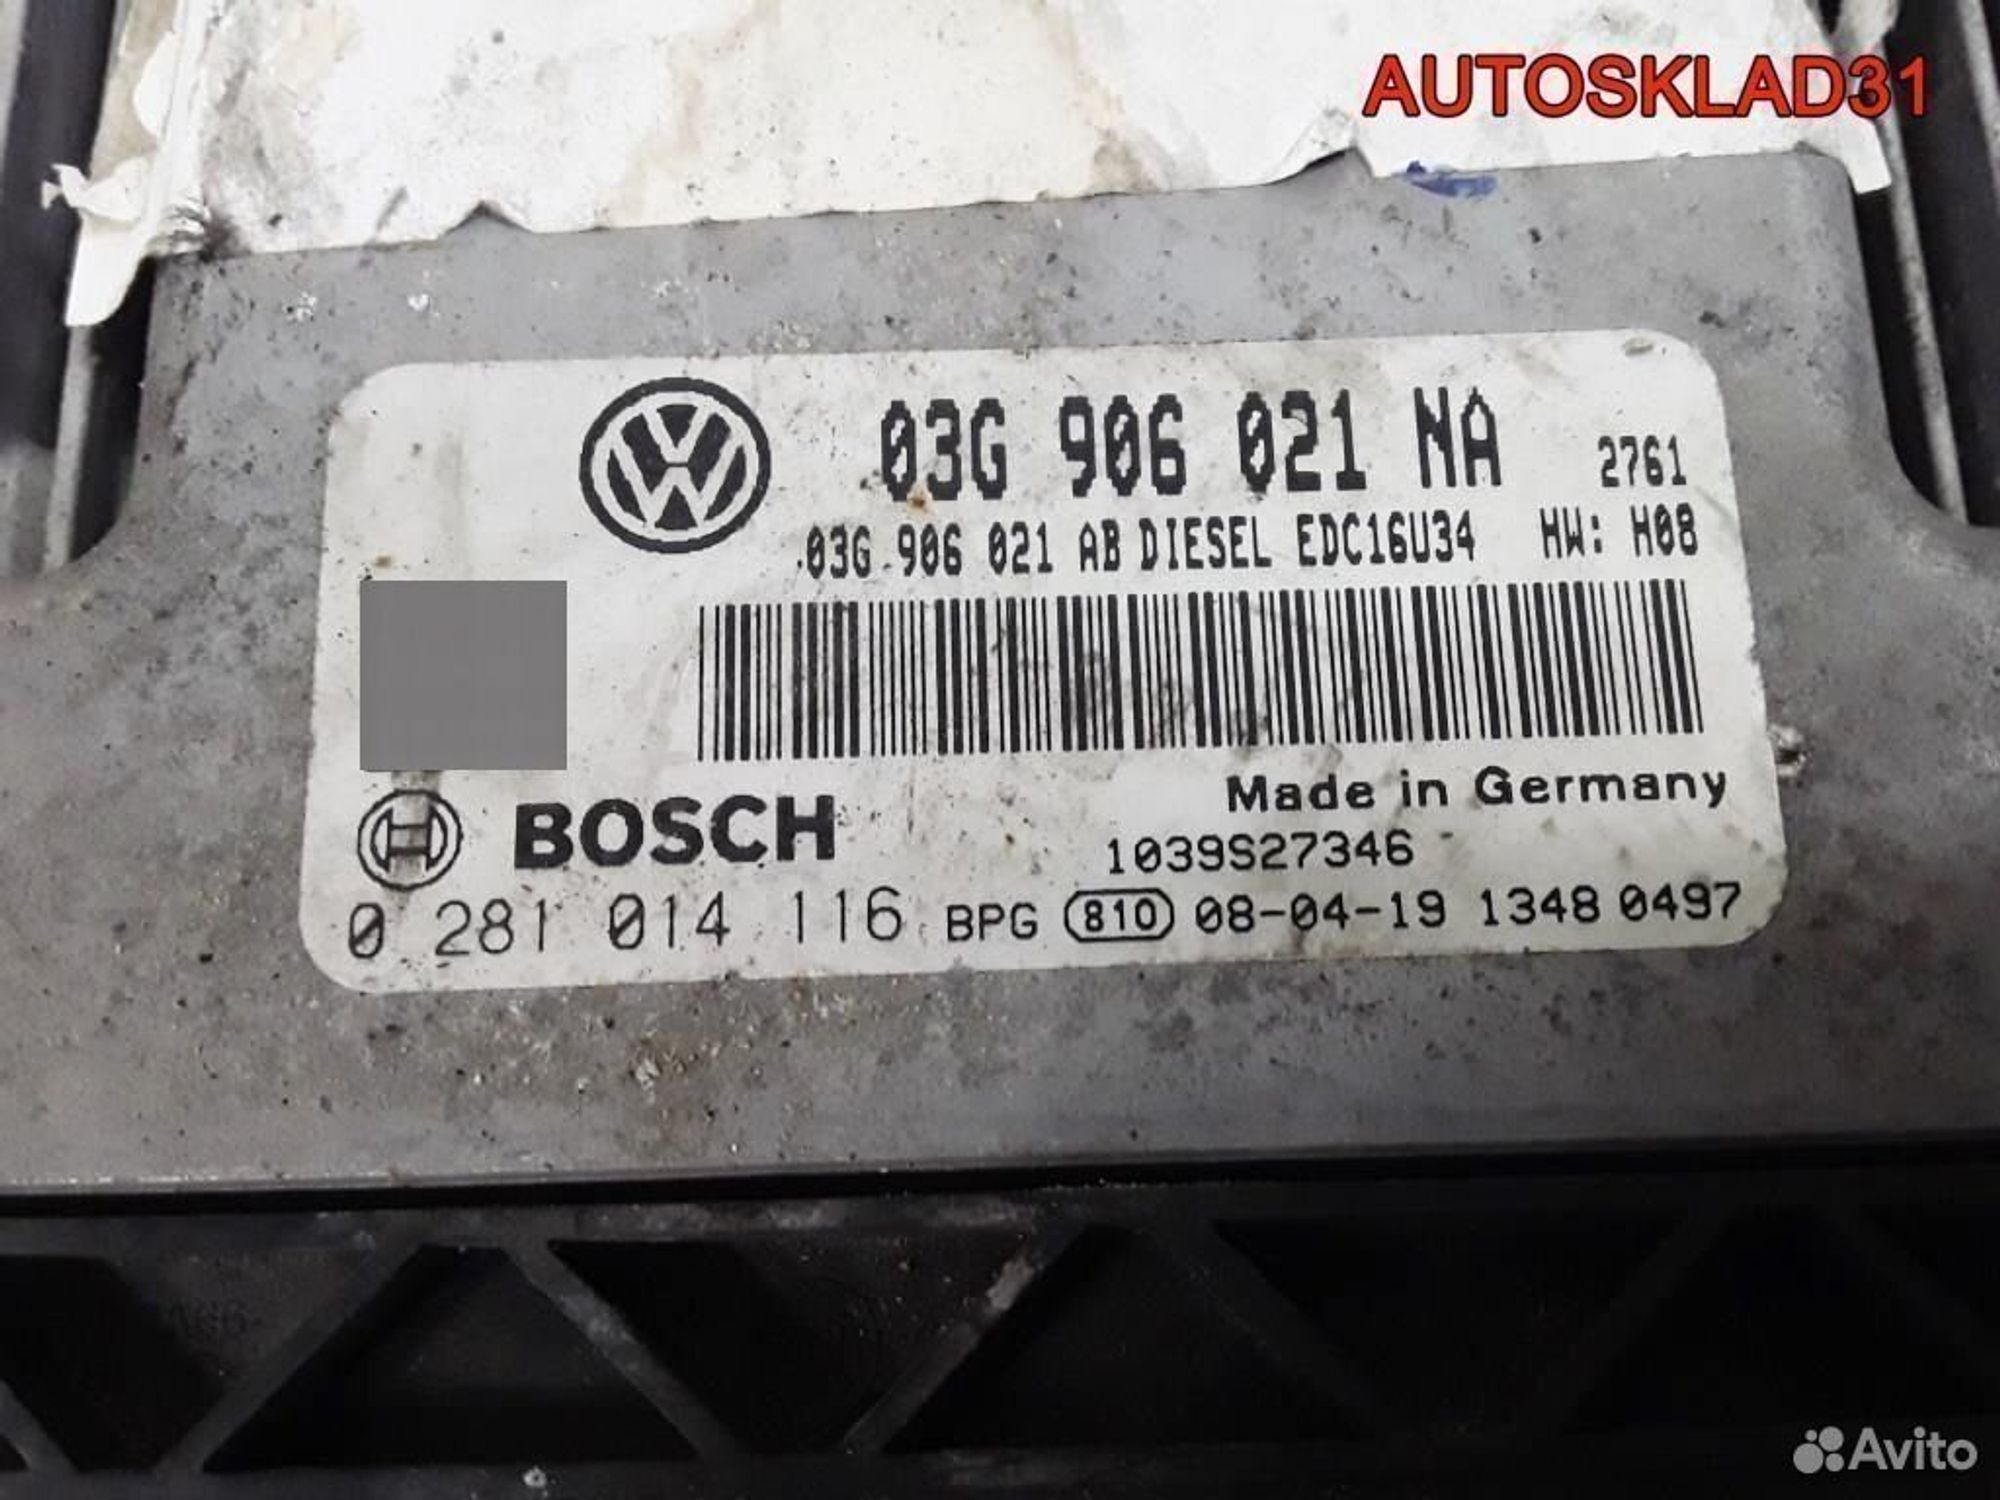 AUTOSKLAD31
03G 906 021 NA 2761
03G 906 021 AB DIESEL EDC16U34 HW: H08
Made in Germany
BOSCH
1039S27346
0 281 014 116 BPG 810 08-04-19 1348 0497
Avito